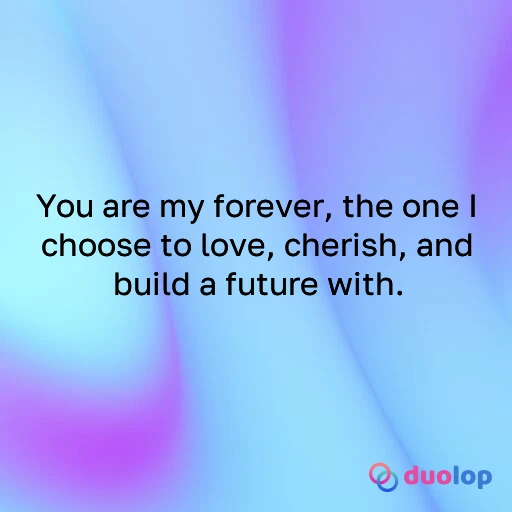 You are my forever, the one I
choose to love, cherish, and
build a future with.
duolop